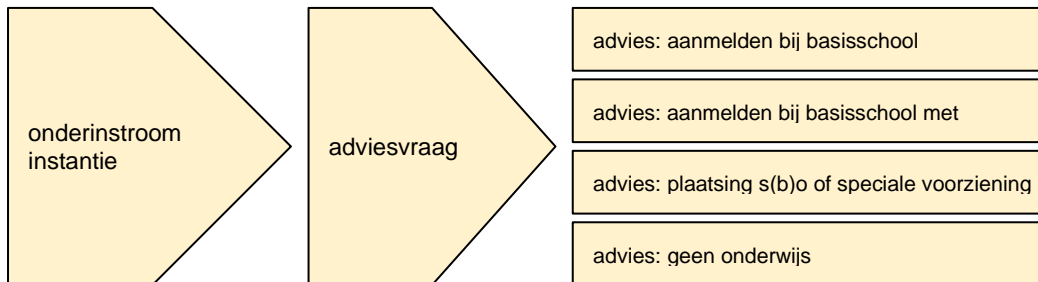 onderinstroom
instantie
adviesvraag
advies: aanmelden bij basisschool
advies: aanmelden bij basisschool met
advies: plaatsing s(b)o of speciale voorziening
advies: geen onderwijs